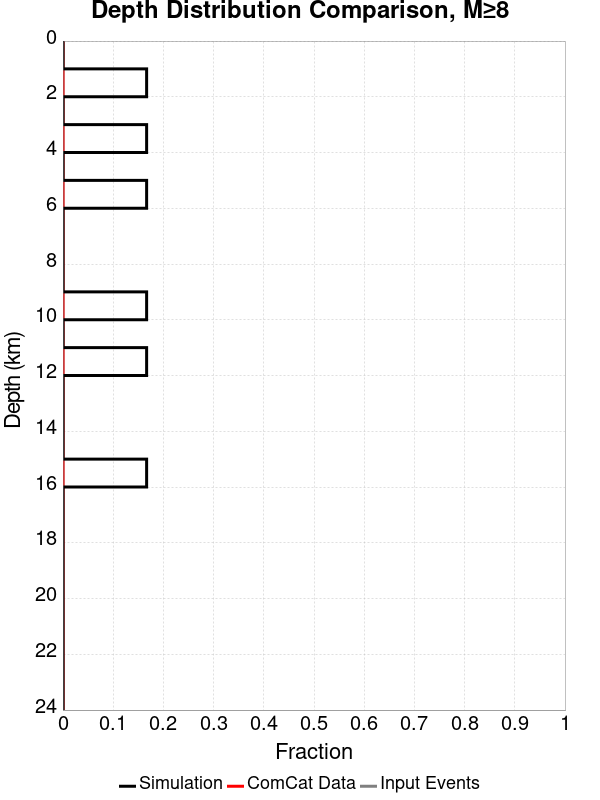 Depth Distribution Comparison, M≥8
0
2
4
6
8
10
12
14
16
18
20
22
24
Depth (km)
0 0.1 0.2 0.3 0.4 0.5 0.6 0.7 0.8 0.9 1
Fraction
Simulation ComCat Data Input Events